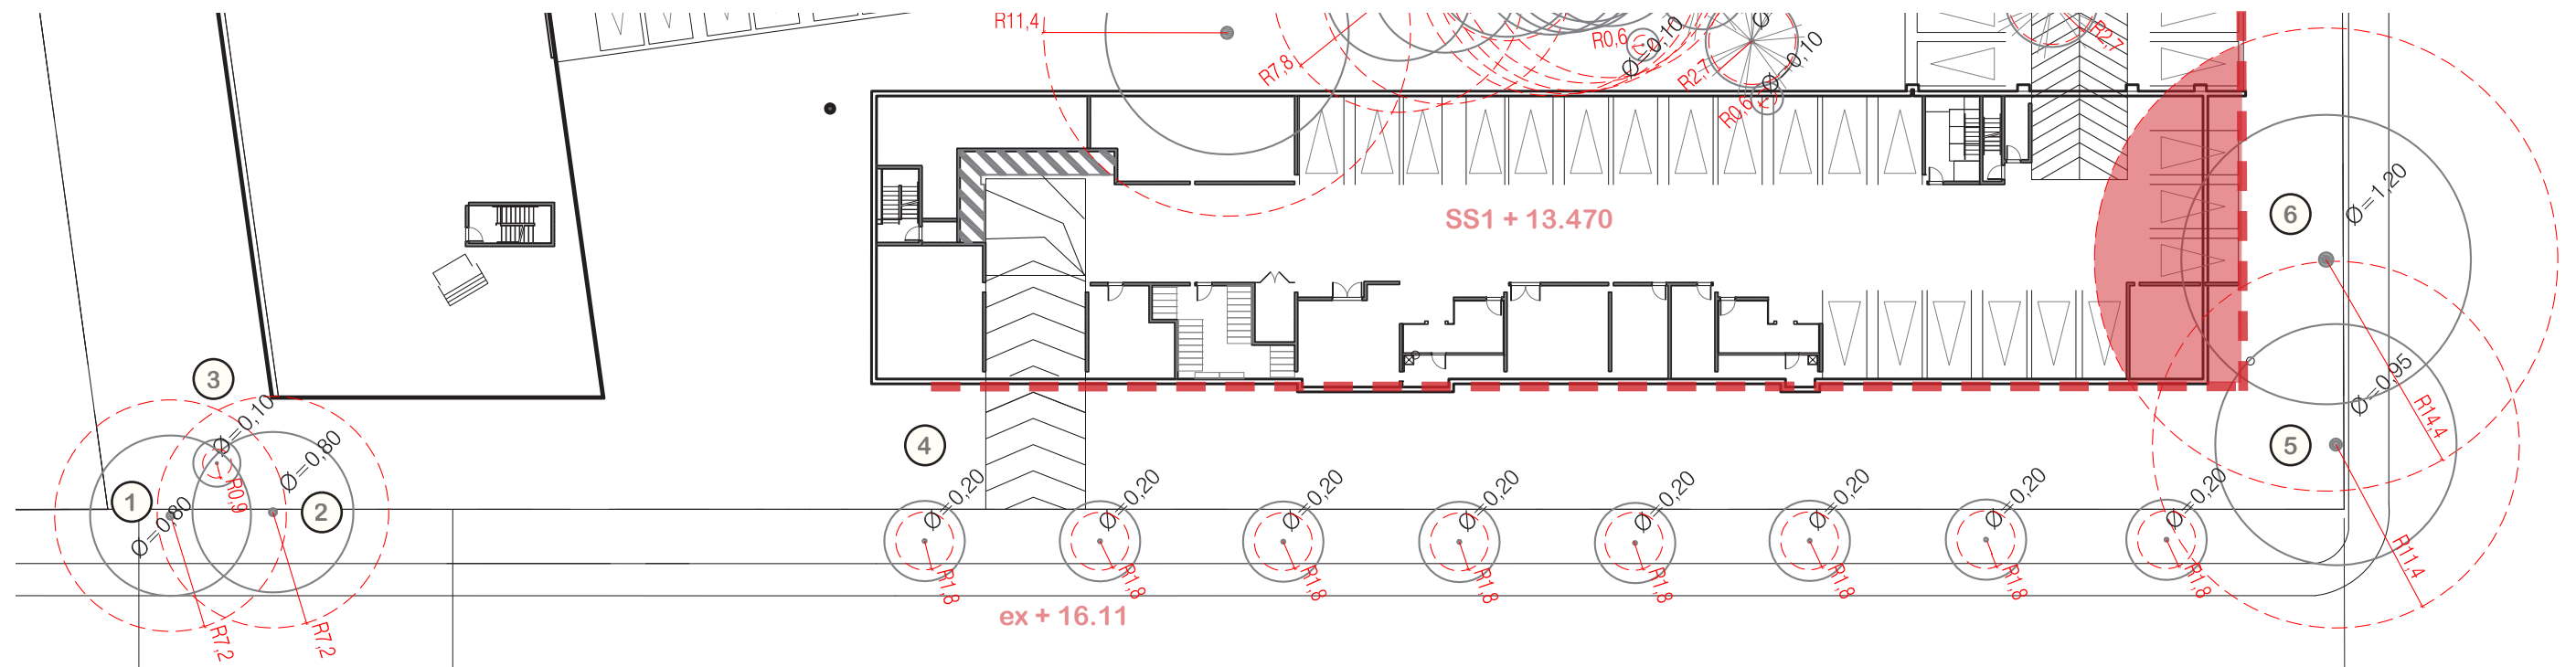 R11,4
R7,8
R0,6
Ø=0,10
Ø
R2,7
Ø=0,10
R0,6
R2,7
SS1 + 13.470
6
Ø=1,20
3
Ø=0,10
Ø=0,80
R0,9
1
Ø=0,80
2
4
5
Ø=0,95
R14,4
Ø=0,20
Ø=0,20
Ø=0,20
Ø=0,20
Ø=0,20
Ø=0,20
Ø=0,20
Ø=0,20
R1,8
R1,8
R1,8
R1,8
R1,8
R1,8
R1,8
R1,8
R11,4
ex + 16.11
R7,2
R7,2